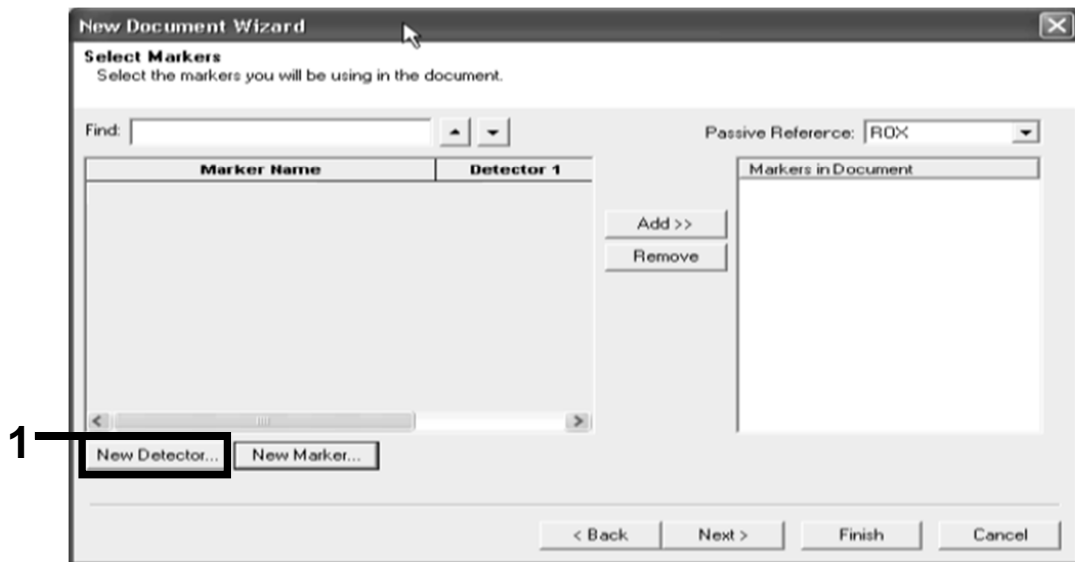 New Document Wizard
Select Markers
Select the markers you will be using in the document.
Find:
Passive Reference: ROX
Marker Name Detector 1
Markers in Document
Add >>
Remove
1
New Detector... New Marker...
< Back Next > Finish Cancel